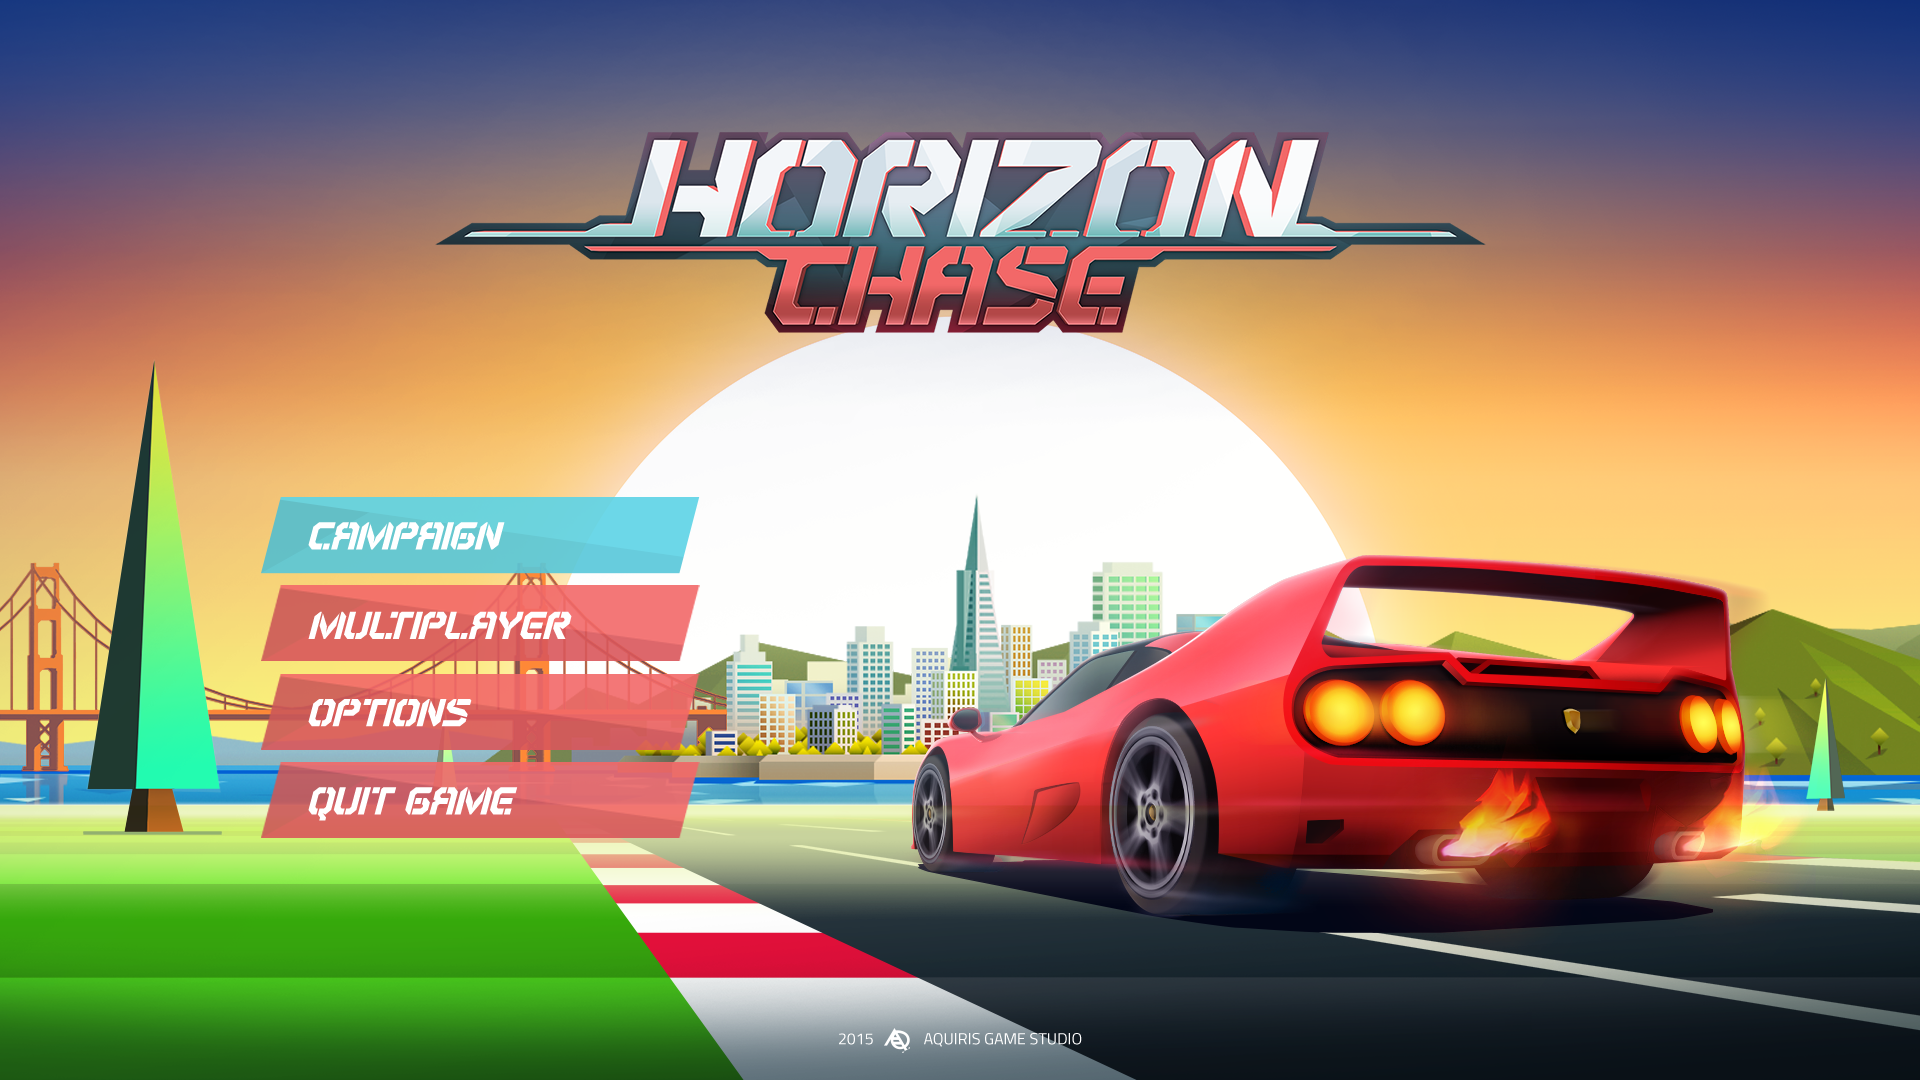 HORIZON
CHASE
CAMPAIGN
MULTIPLAYER
OPTIONS
QUIT GAME
2015 AQUIRIS GAME STUDIO